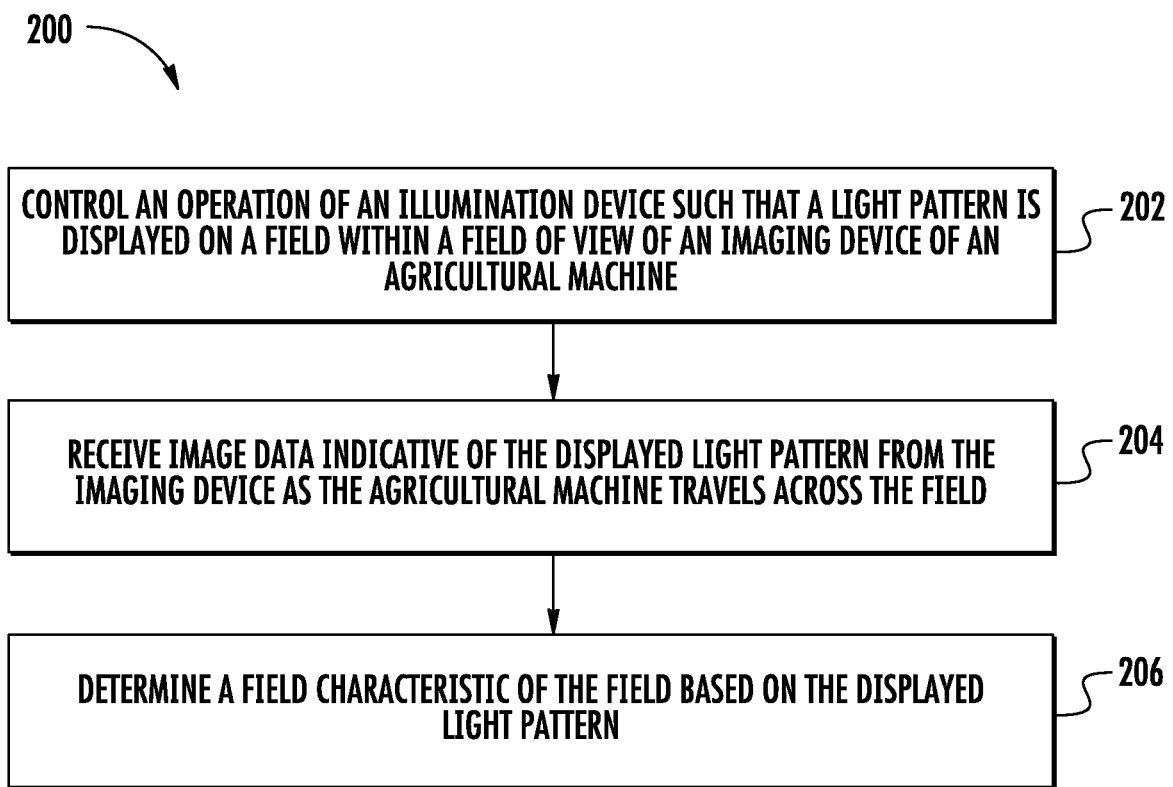 200
CONTROL AN OPERATION OF AN ILLUMINATION DEVICE SUCH THAT A LIGHT PATTERN IS
DISPLAYED ON A FIELD WITHIN A FIELD OF VIEW OF AN IMAGING DEVICE OF AN
AGRICULTURAL MACHINE
202
RECEIVE IMAGE DATA INDICATIVE OF THE DISPLAYED LIGHT PATTERN FROM THE
IMAGING DEVICE AS THE AGRICULTURAL MACHINE TRAVELS ACROSS THE FIELD
204
DETERMINE A FIELD CHARACTERISTIC OF THE FIELD BASED ON THE DISPLAYED
LIGHT PATTERN
206